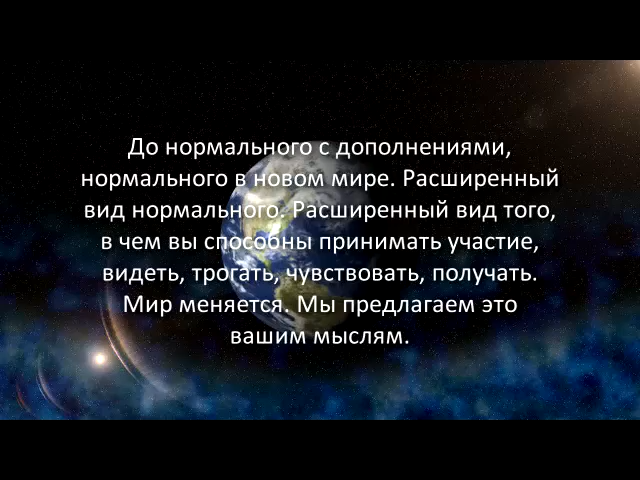 До нормального с дополнениями,
нормального в новом мире. Расширенный
вид нормального. Расширенный вид того,
в чем вы способны принимать участие,
видеть, трогать, чувствовать, получать.
Мир меняется. Мы предлагаем это
вашим мыслям.